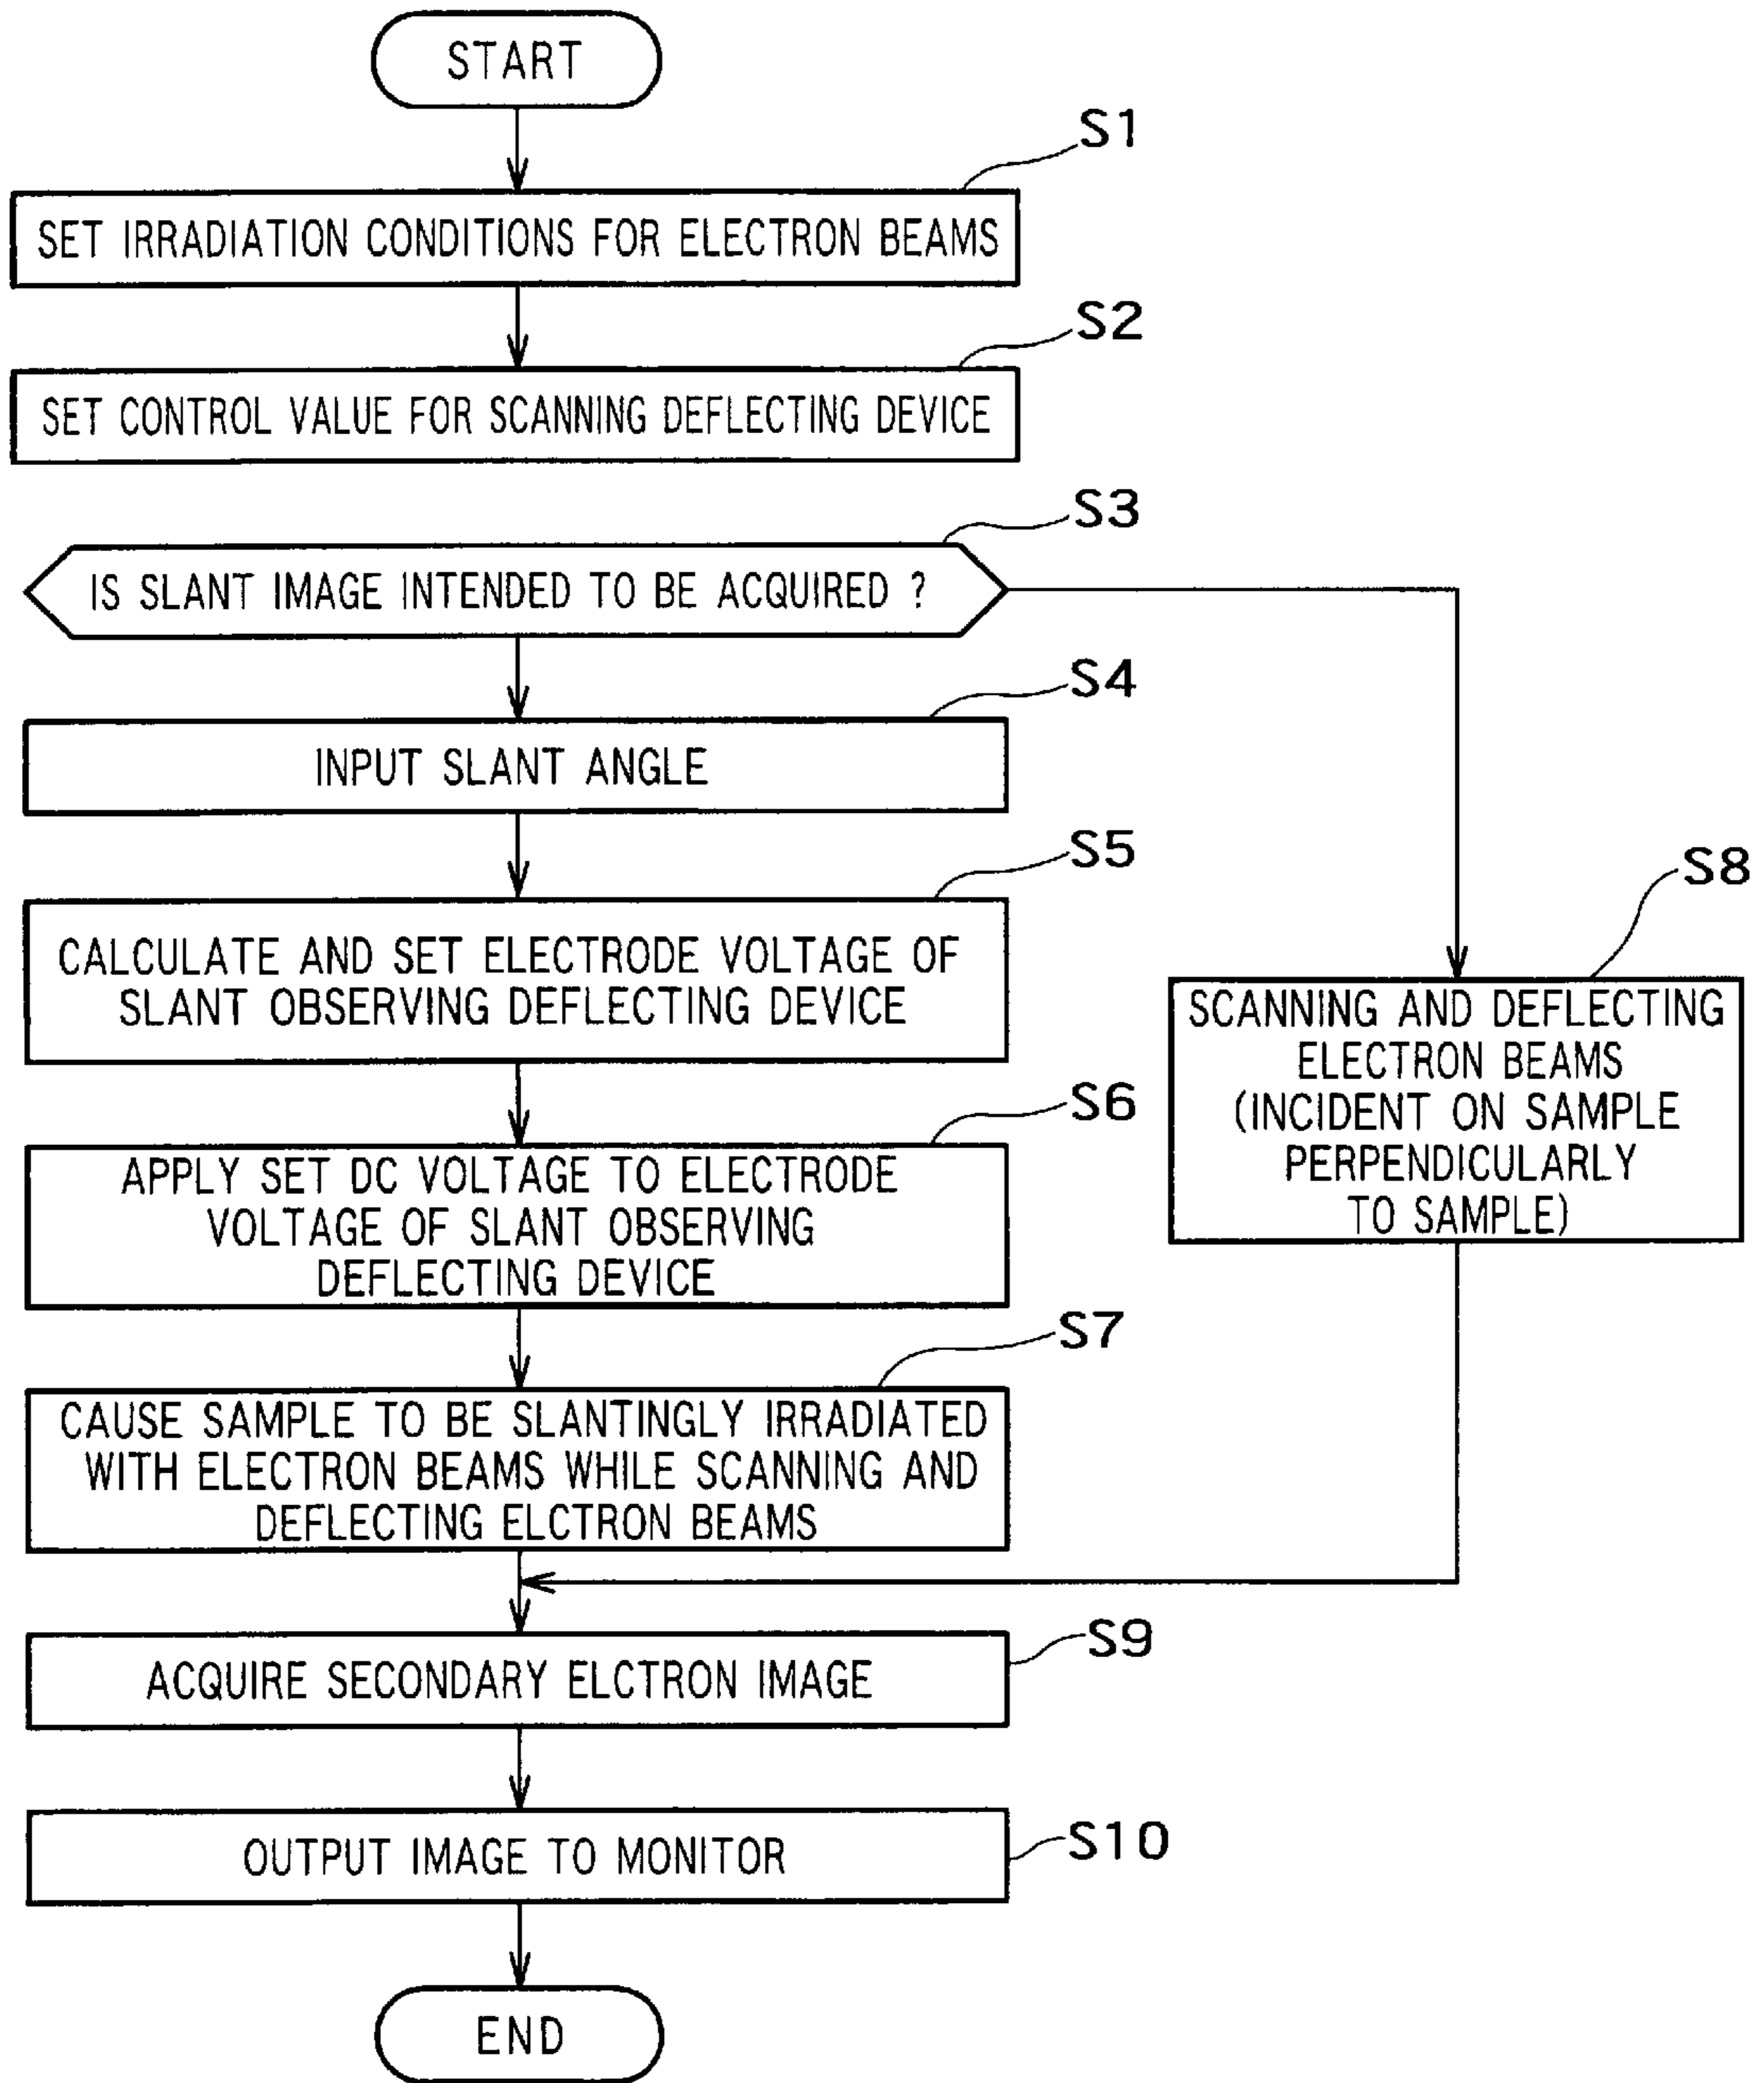 START
S1
SET IRRADIATION CONDITIONS FOR ELECTRON BEAMS
S2
SET CONTROL VALUE FOR SCANNING DEFLECTING DEVICE
S3
IS SLANT IMAGE INTENDED TO BE ACQUIRED ?
S4
INPUT SLANT ANGLE
S5
CALCULATE AND SET ELECTRODE VOLTAGE OF
SLANT OBSERVING DEFLECTING DEVICE
S6
APPLY SET DC VOLTAGE TO ELECTRODE
VOLTAGE OF SLANT OBSERVING
DEFLECTING DEVICE
S7
CAUSE SAMPLE TO BE SLANTINGLY IRRADIATED
WITH ELECTRON BEAMS WHILE SCANNING AND
DEFLECTING ELCTRON BEAMS
S8
SCANNING AND DEFLECTING
ELECTRON BEAMS
(INCIDENT ON SAMPLE
PERPENDICULARLY
TO SAMPLE)
S9
ACQUIRE SECONDARY ELCTRON IMAGE
S10
OUTPUT IMAGE TO MONITOR
END